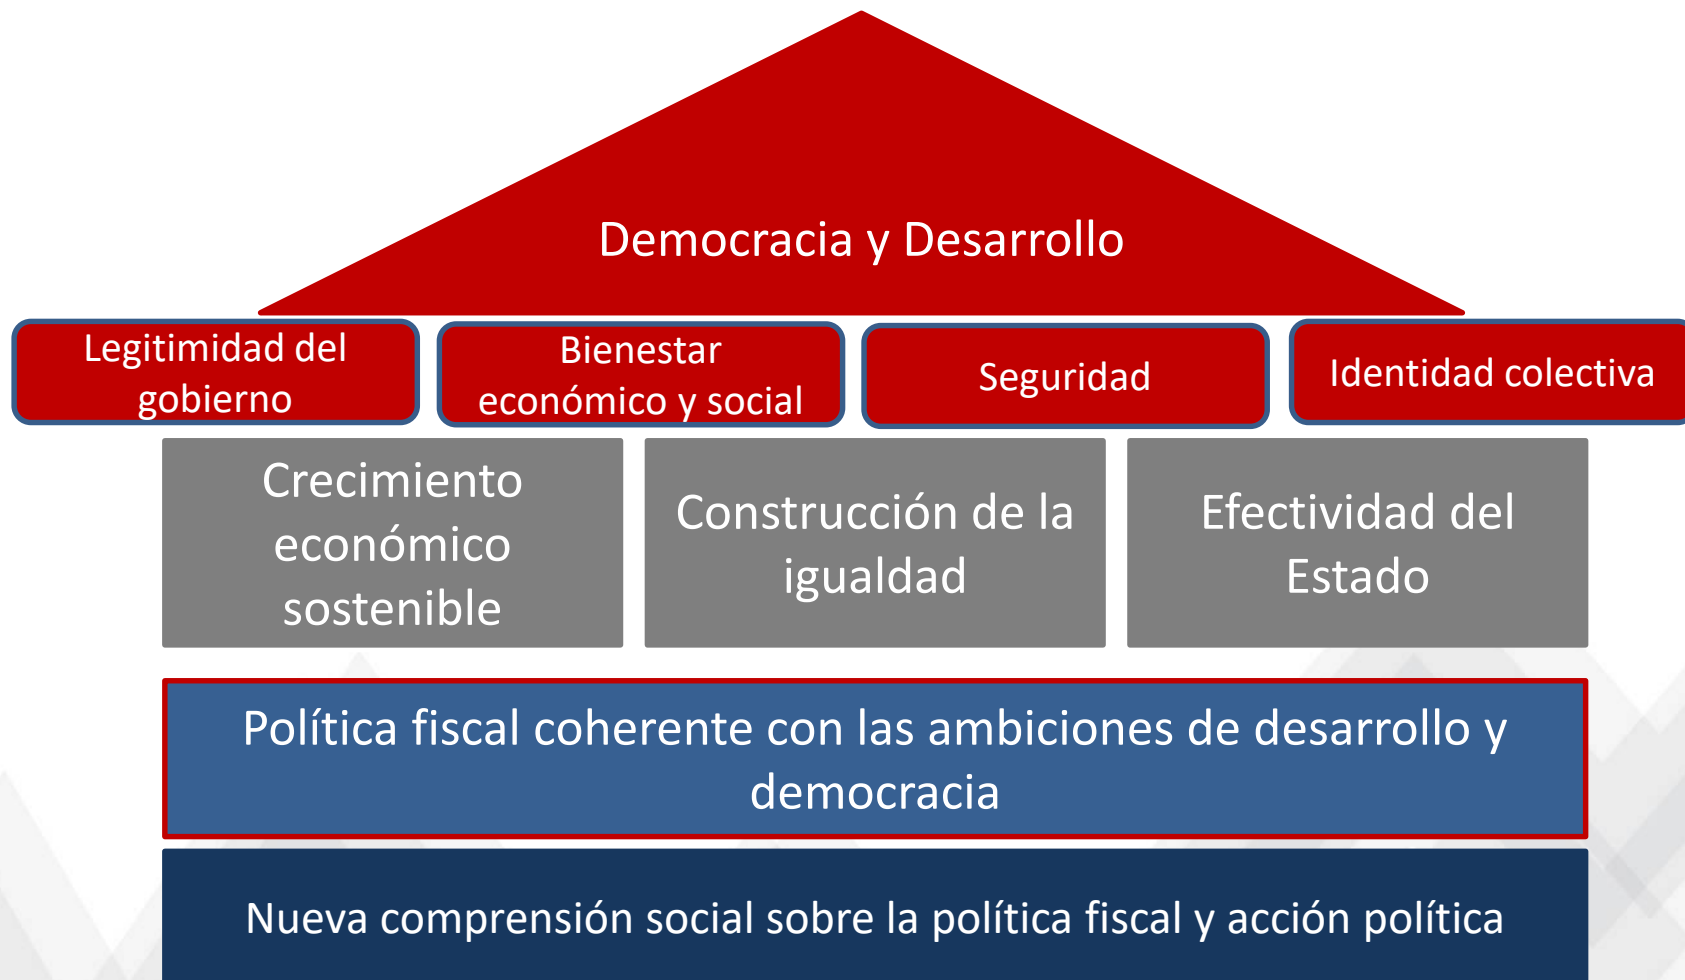 Democracia y Desarrollo
Legitimidad del
gobierno
Bienestar
económico y social
Seguridad
Identidad colectiva
Crecimiento
económico
sostenible
Construcción de la
igualdad
Efectividad del
Estado
Política fiscal coherente con las ambiciones de desarrollo y
democracia
Nueva comprensión social sobre la política fiscal y acción política